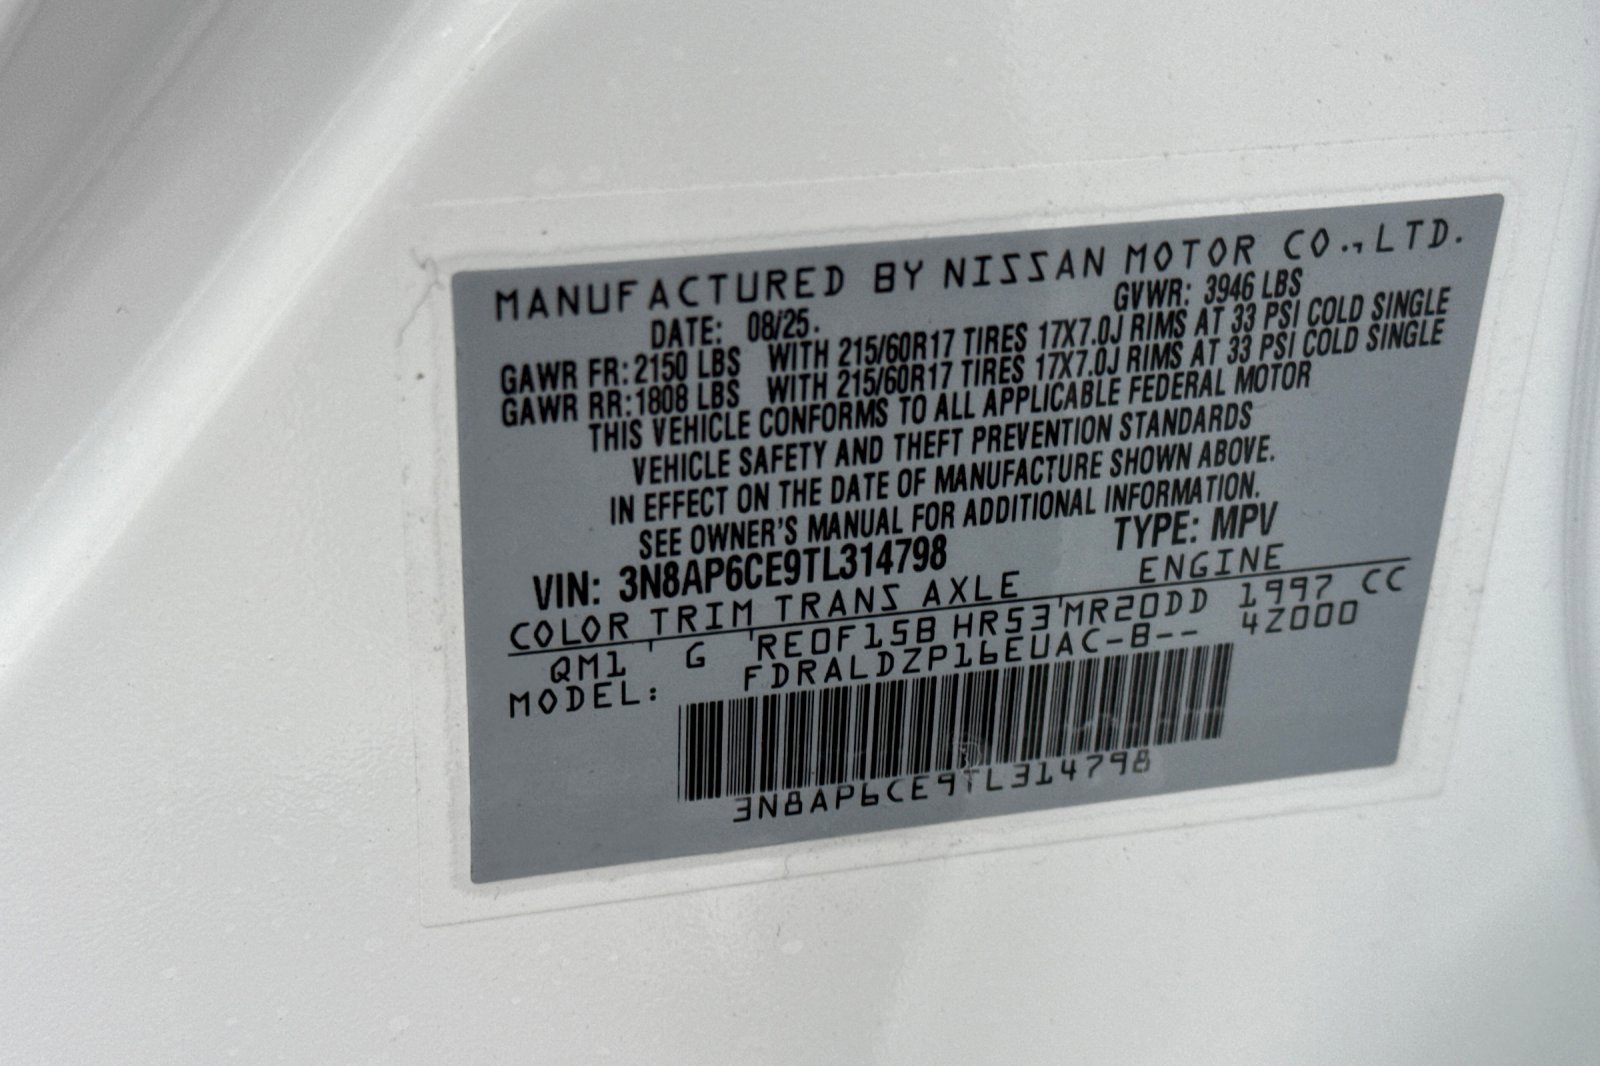 MANUFACTURED BY NISSAN MOTOR CO.,LTD.
DATE: 08/25. GVWR: 3946 LBS
GAWR FR: 2150 LBS WITH 215/60R17 TIRES 17X7.0J RIMS AT 33 PSI COLD SINGLE
GAWR RR: 1808 LBS WITH 215/60R17 TIRES 17X7.0J RIMS AT 33 PSI COLD SINGLE
THIS VEHICLE CONFORMS TO ALL APPLICABLE FEDERAL MOTOR
VEHICLE SAFETY AND THEFT PREVENTION STANDARDS
IN EFFECT ON THE DATE OF MANUFACTURE SHOWN ABOVE.
SEE OWNER'S MANUAL FOR ADDITIONAL INFORMATION.
VIN: 3N8AP6CE9TL314798 TYPE: MPV
COLOR TRIM TRANS AXLE ENGINE
QM1 G RE0F15B HR53 MR20DD 1997 CC
MODEL: FDRALDZP16EUAC-B-- 4Z000
3N8AP6CE9TL314798